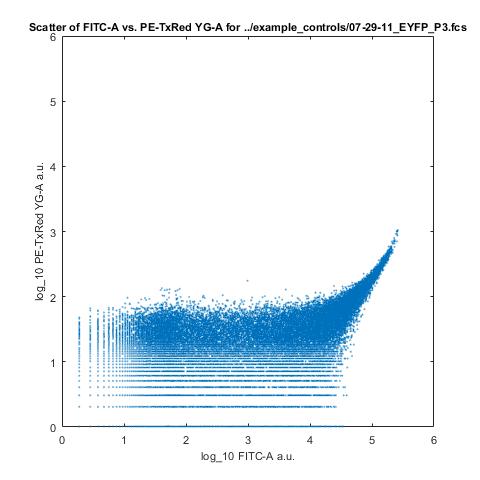 Scatter of FITC-A vs. PE-TxRed YG-A for ../example_controls/07-29-11_EYFP_P3.fcs
6
5
4
3
2
1
0
log_10 PE-TxRed YG-A a.u.
0 1 2 3 4 5 6
log_10 FITC-A a.u.